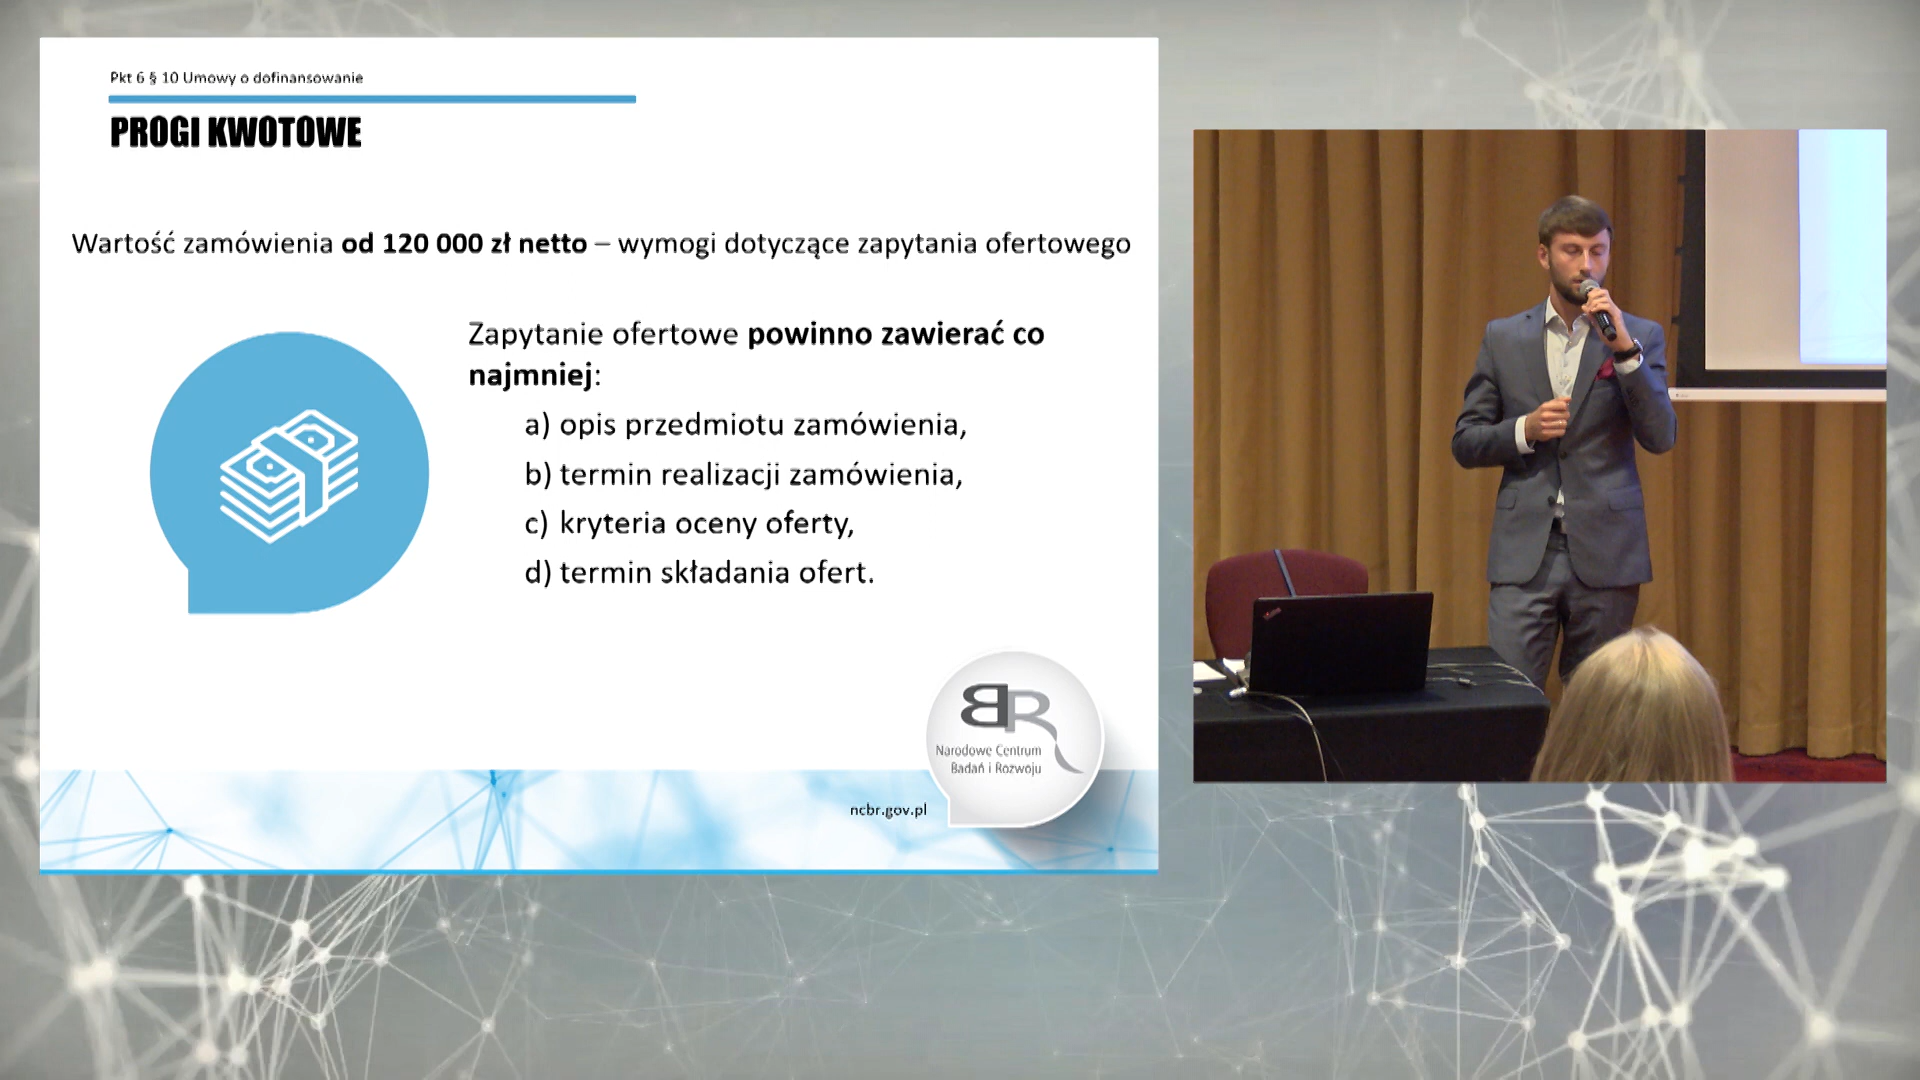 Pkt 6 § 10 Umowy o dofinansowanie
PROGI KWOTOWE
Wartość zamówienia od 120 000 zł netto – wymogi dotyczące zapytania ofertowego
Zapytanie ofertowe powinno zawierać co
najmniej:
a) opis przedmiotu zamówienia,
b) termin realizacji zamówienia,
c) kryteria oceny oferty,
d) termin składania ofert.
BR
Narodowe Centrum
Badań i Rozwoju
ncbr.gov.pl